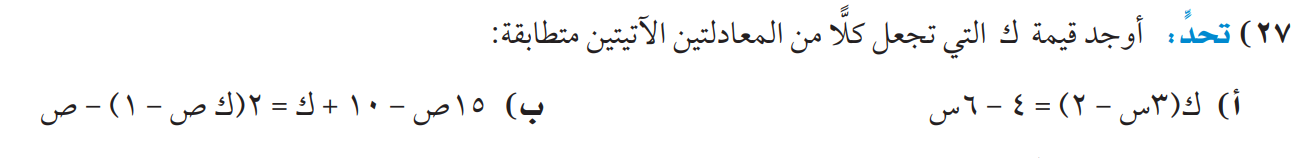 ٢٧) تحدٍّ: أوجد قيمة ك التي تجعل كلًّا من المعادلتين الآتيتين متطابقة:
أ) ك(٣س – ٢) = ٤ – ٦س
ب) ١٥ص – ١٠ + ك = ٢(ك ص – ١) – ص